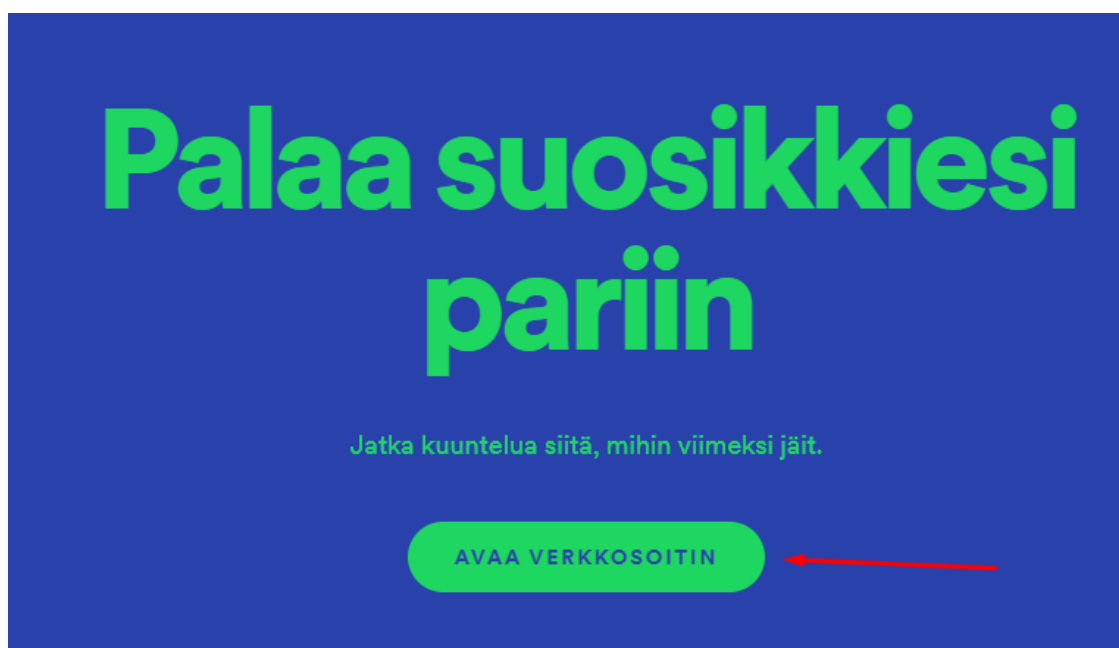 Palaa suosikkiesi
pariin
Jatka kuuntelua siitä, mihin viimeksi jäit.
AVAA VERKKOSOITIN